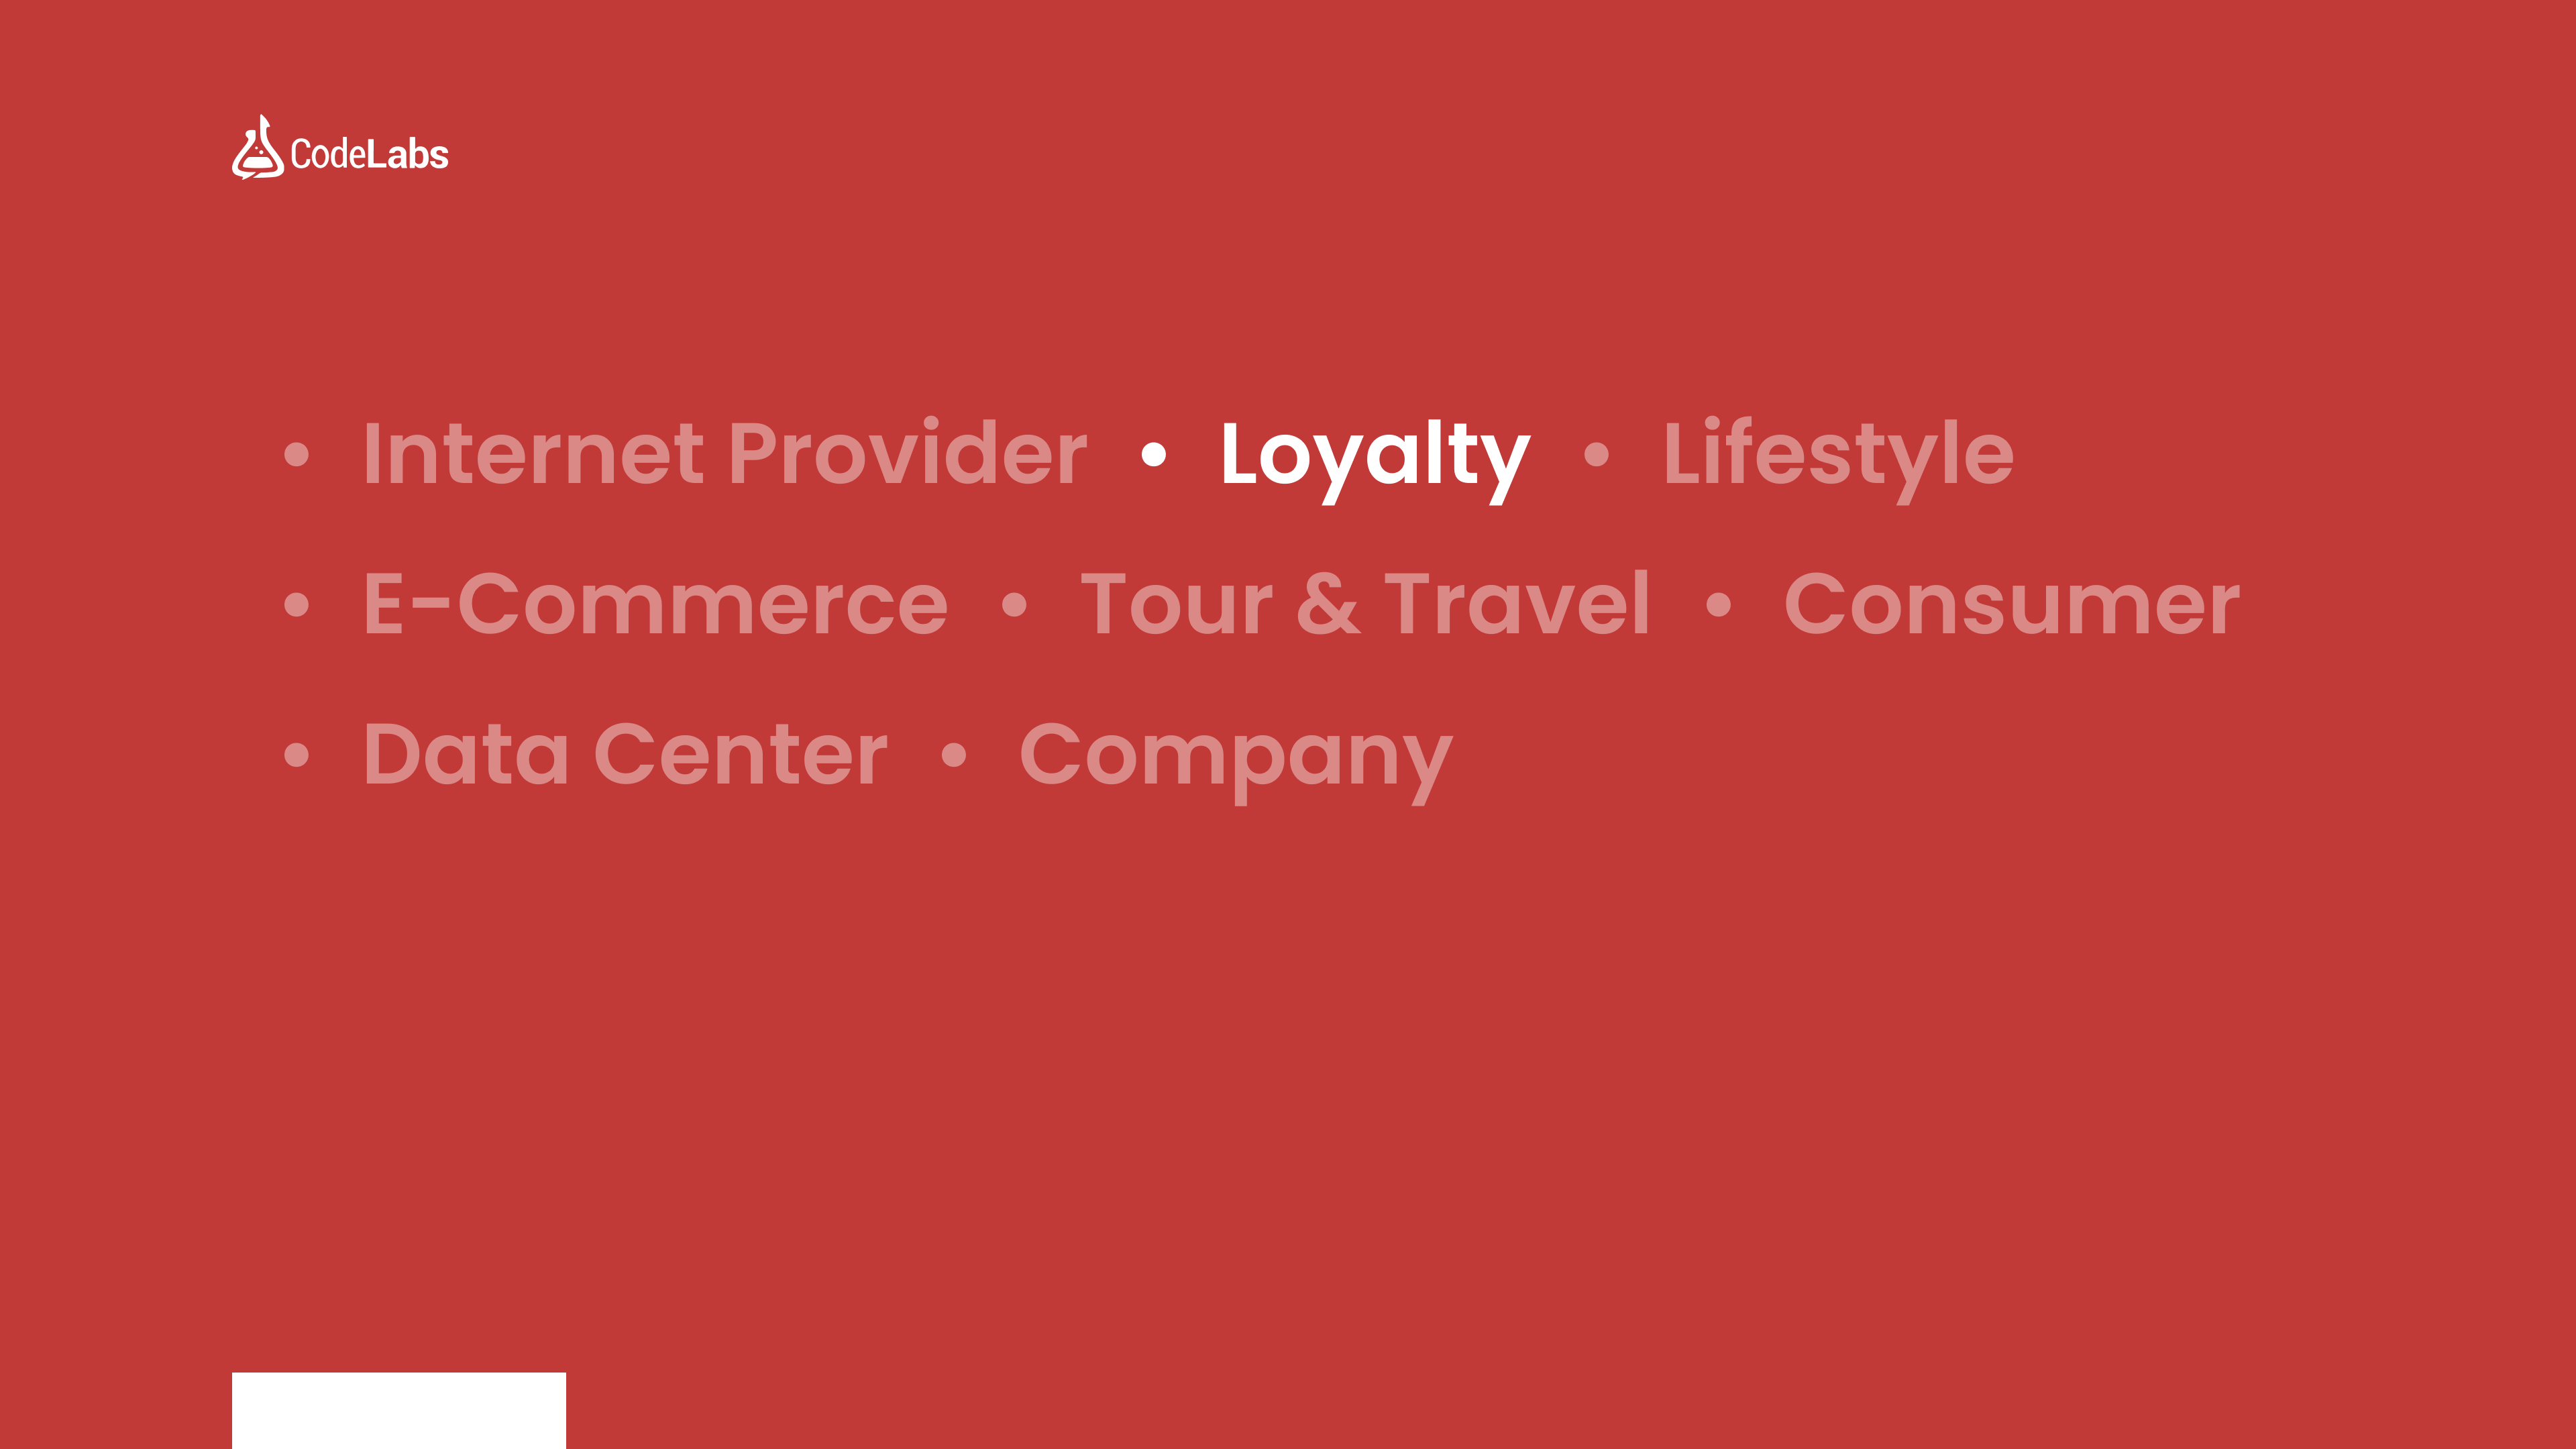 CodeLabs
• Internet Provider • Loyalty • Lifestyle
• E-Commerce • Tour & Travel • Consumer
• Data Center • Company